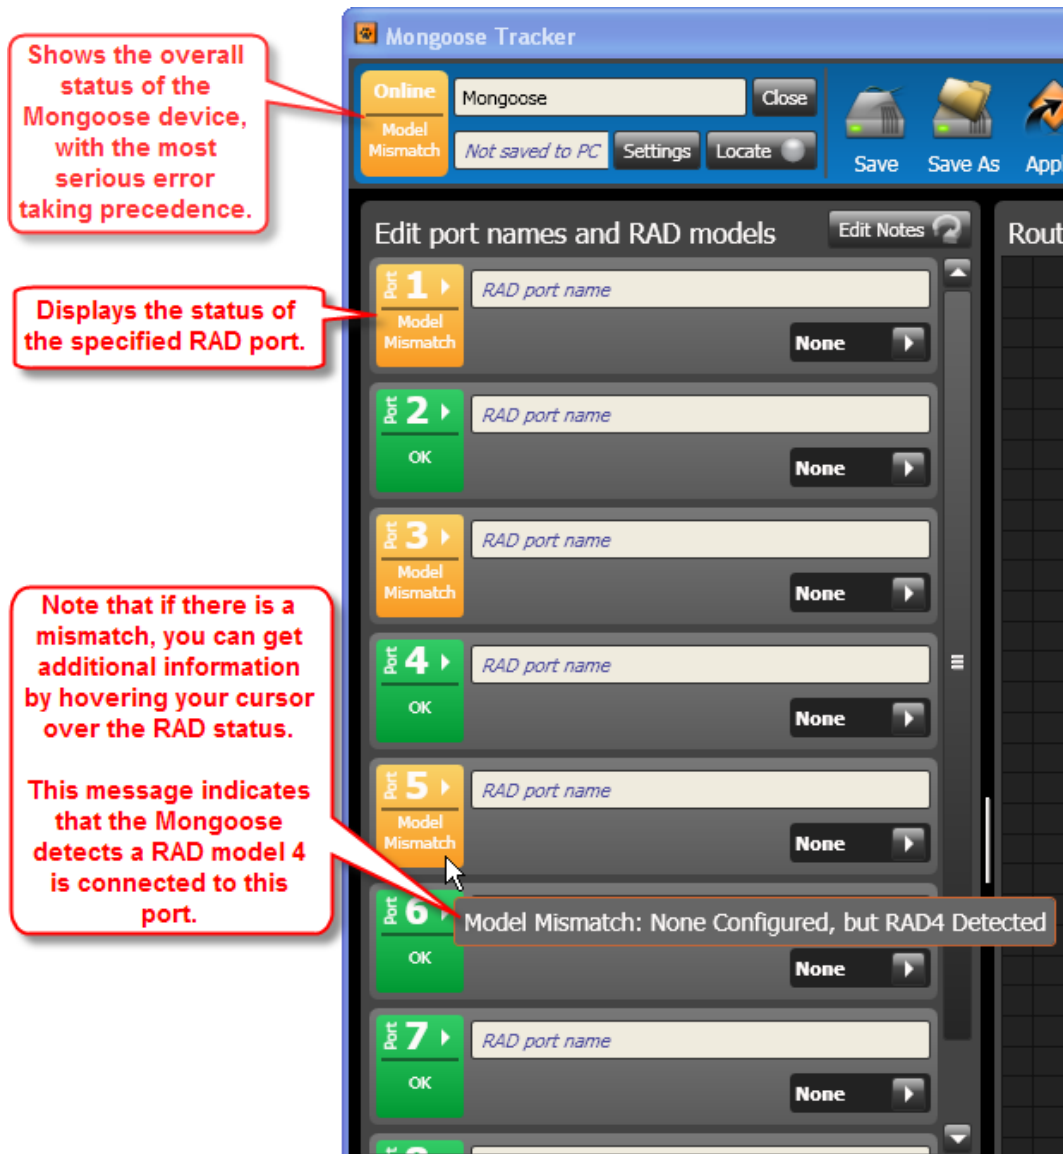 Shows the overall
status of the
Mongoose device,
with the most
serious error
taking precedence.
Displays the status of
the specified RAD port.
Note that if there is a
mismatch, you can get
additional information
by hovering your cursor
over the RAD status.
This message indicates
that the Mongoose
detects a RAD model 4
is connected to this
port.
Mongoose Tracker
Online
Model
Mismatch
Mongoose
Close
Not saved to PC
Settings
Locate
Save
Save As
Appl
Edit port names and RAD models
Edit Notes
Rout
Port 1
Model
Mismatch
RAD port name
None
Port 2
OK
RAD port name
None
Port 3
Model
Mismatch
RAD port name
None
Port 4
OK
RAD port name
None
Port 5
Model
Mismatch
RAD port name
None
Port 6
OK
Model Mismatch: None Configured, but RAD4 Detected
None
Port 7
OK
RAD port name
None